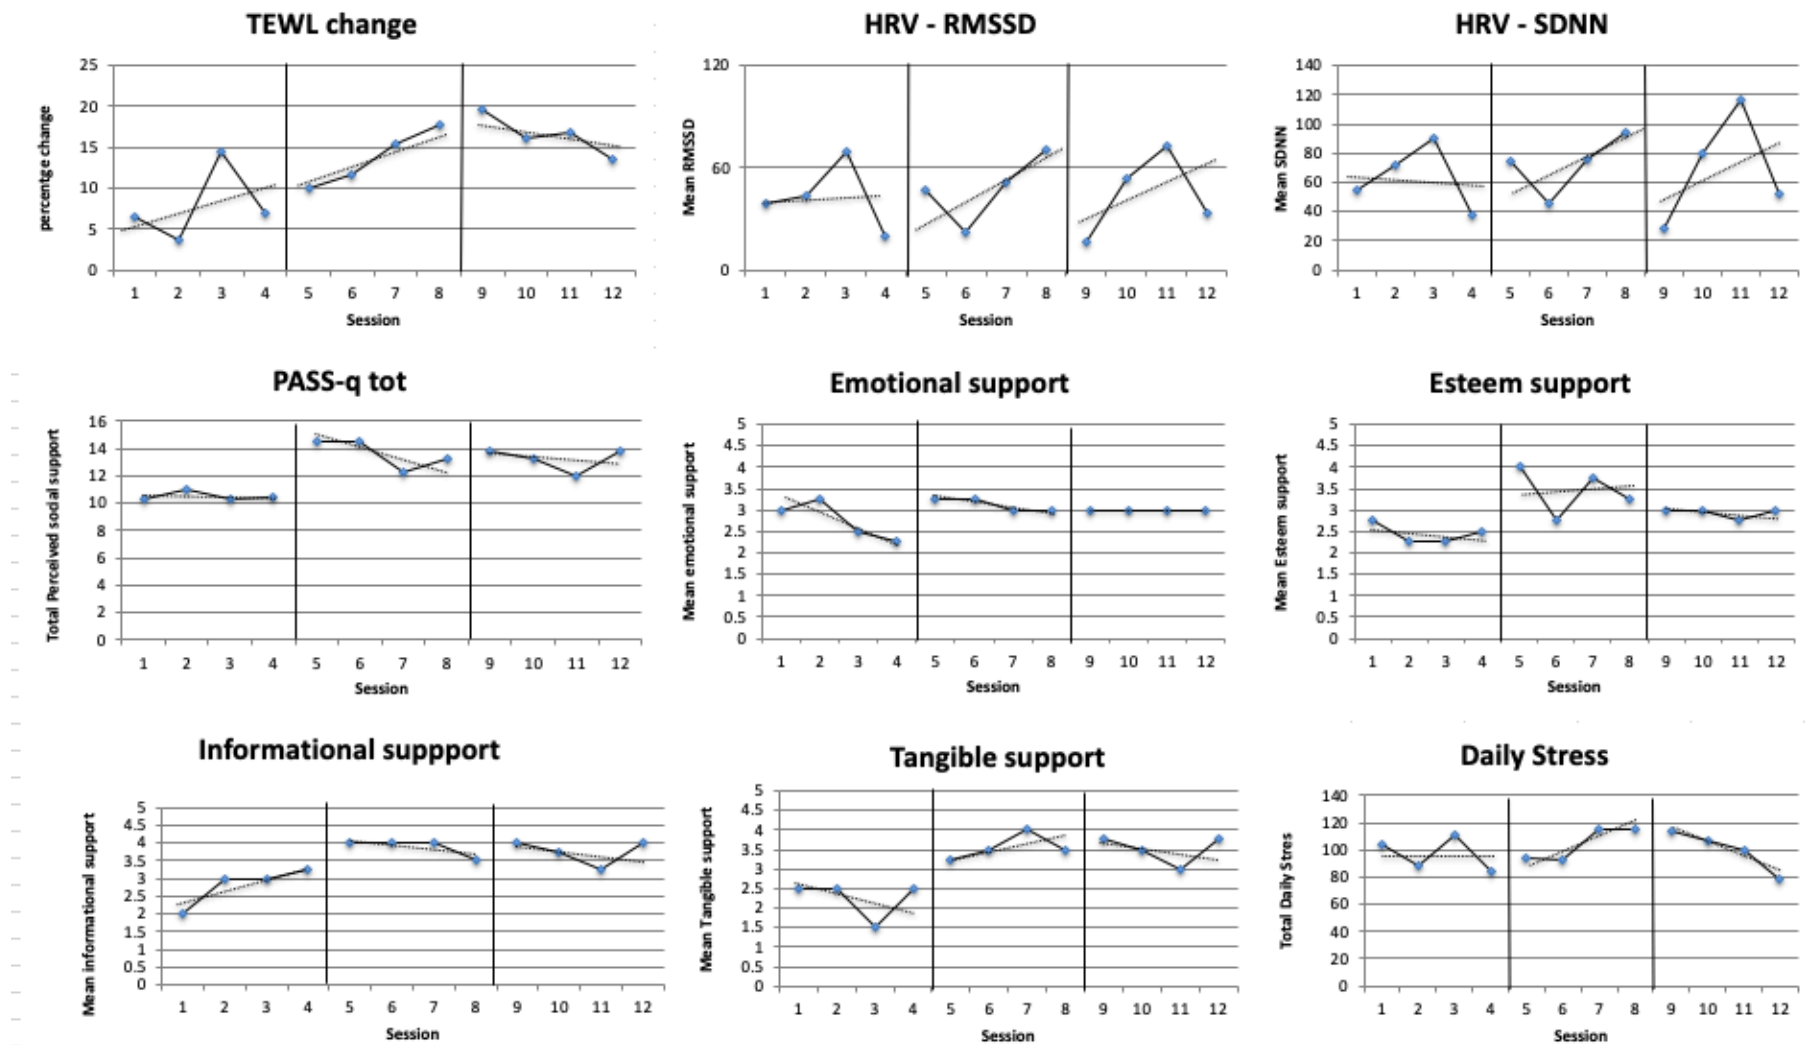 TEWL change
percentge change
25
20
15
10
5
0
1 2 3 4 5 6 7 8 9 10 11 12
Session
HRV - RMSSD
Mean RMSSD
120
60
0
1 2 3 4 5 6 7 8 9 10 11 12
Session
HRV - SDNN
Mean SDNN
140
120
100
80
60
40
20
0
1 2 3 4 5 6 7 8 9 10 11 12
Session
PASS-q tot
Total Perceived social support
16
14
12
10
8
6
4
2
0
1 2 3 4 5 6 7 8 9 10 11 12
Session
Emotional support
Mean emotional support
5
4.5
4
3.5
3
2.5
2
1.5
1
0.5
0
1 2 3 4 5 6 7 8 9 10 11 12
Session
Esteem support
Mean Esteem support
5
4.5
4
3.5
3
2.5
2
1.5
1
0.5
0
1 2 3 4 5 6 7 8 9 10 11 12
Session
Informational suppport
Mean informational support
5
4.5
4
3.5
3
2.5
2
1.5
1
0.5
0
1 2 3 4 5 6 7 8 9 10 11 12
Session
Tangible support
Mean Tangible support
5
4.5
4
3.5
3
2.5
2
1.5
1
0.5
0
1 2 3 4 5 6 7 8 9 10 11 12
Session
Daily Stress
Total Daily Stres
140
120
100
80
60
40
20
0
1 2 3 4 5 6 7 8 9 10 11 12
Session